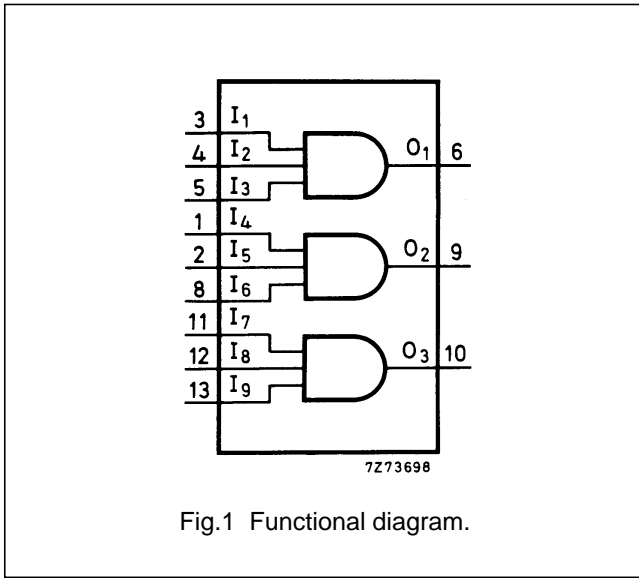 3 I₁
4 I₂ O₁ 6
5 I₃
1 I₄
2 I₅ O₂ 9
8 I₆
11 I₇
12 I₈ O₃ 10
13 I₉
7Z73698
Fig.1 Functional diagram.